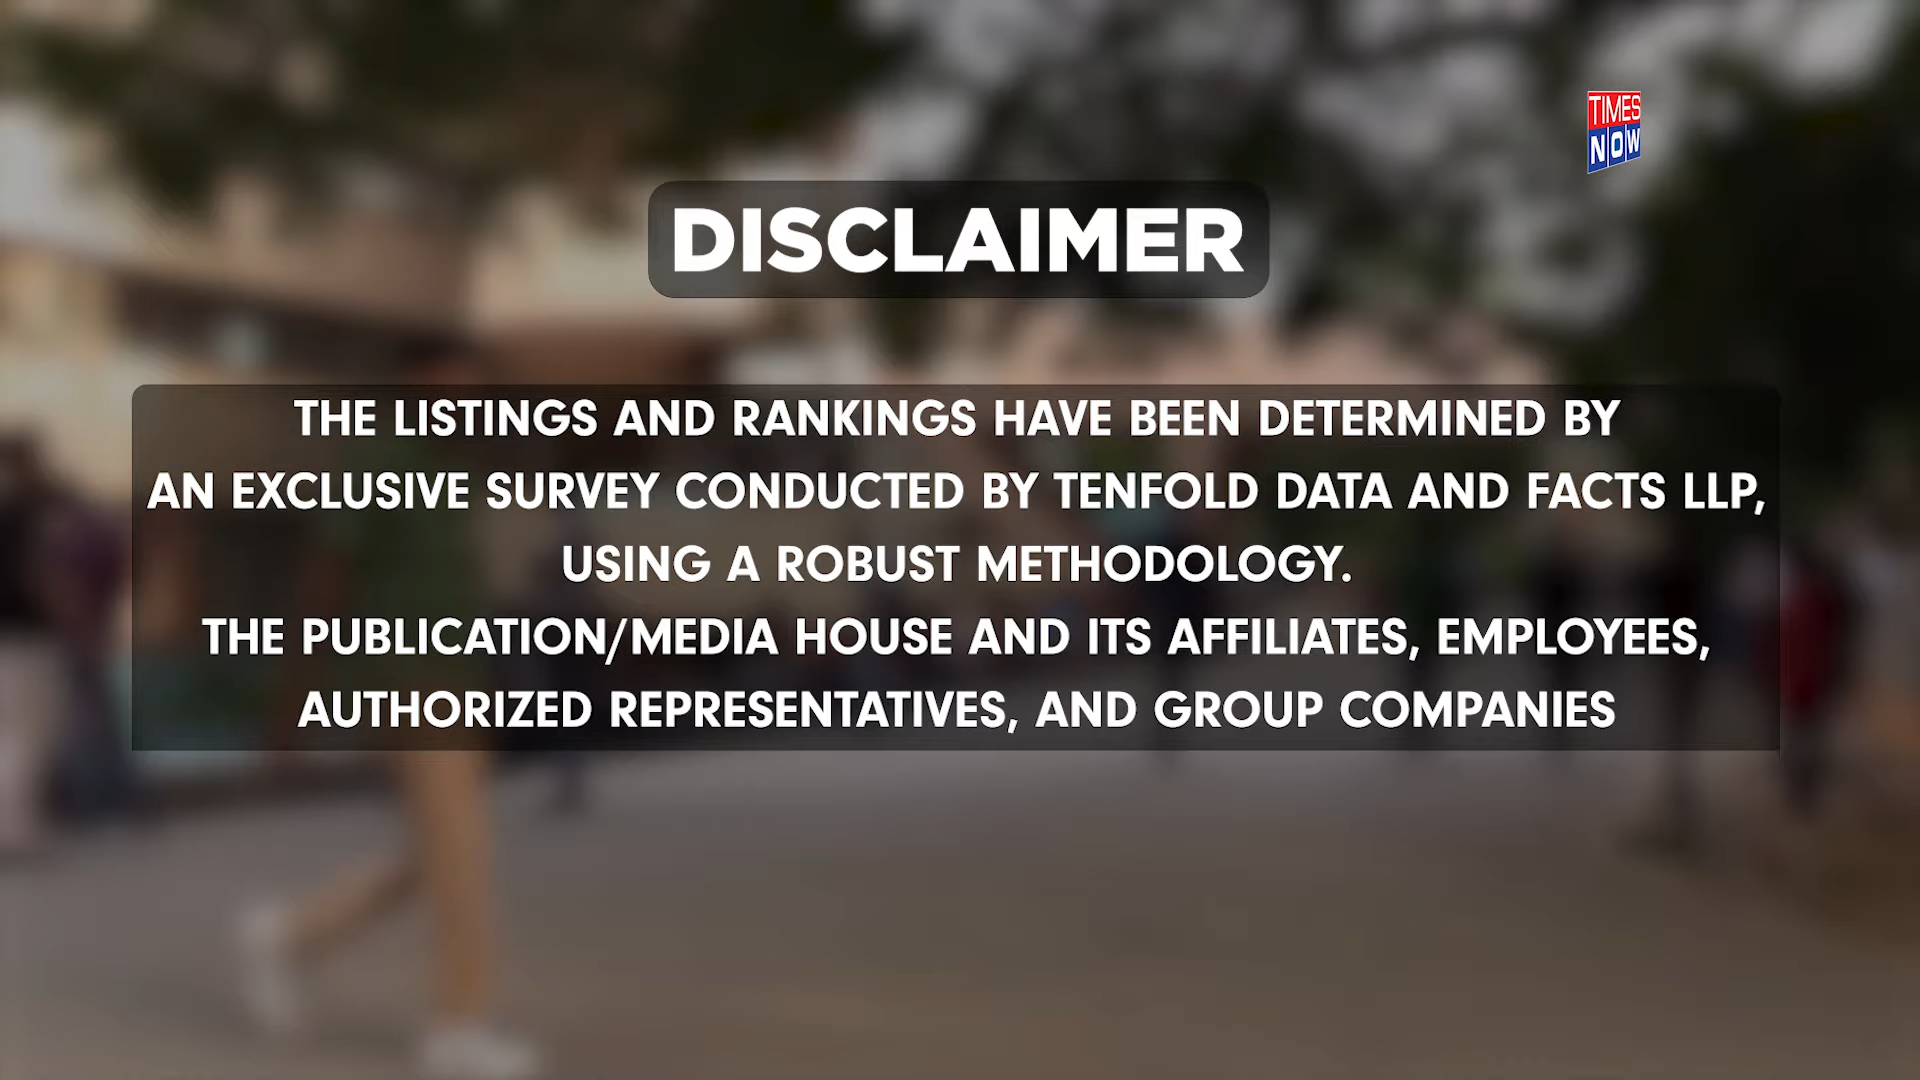 TIMES
NOW
DISCLAIMER
THE LISTINGS AND RANKINGS HAVE BEEN DETERMINED BY
AN EXCLUSIVE SURVEY CONDUCTED BY TENFOLD DATA AND FACTS LLP,
USING A ROBUST METHODOLOGY.
THE PUBLICATION/MEDIA HOUSE AND ITS AFFILIATES, EMPLOYEES,
AUTHORIZED REPRESENTATIVES, AND GROUP COMPANIES